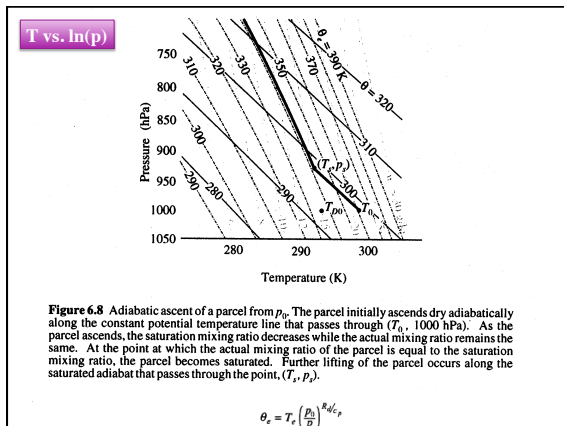 T vs. ln(p)
750
800
850
900
950
1000
1050
Pressure (hPa)
310
320
330
350
370
θe = 390 K
θ = 320
310
300
290
300
290
280
(Ts, ps)
TD0
T0
280
290
300
Temperature (K)
Figure 6.8 Adiabatic ascent of a parcel from p0. The parcel initially ascends dry adiabatically
along the constant potential temperature line that passes through (T0 , 1000 hPa). As the
parcel ascends, the saturation mixing ratio decreases while the actual mixing ratio remains the
same. At the point at which the actual mixing ratio of the parcel is equal to the saturation
mixing ratio, the parcel becomes saturated. Further lifting of the parcel occurs along the
saturated adiabat that passes through the point, (Ts, ps).
θe = Te (p0/p)^Rd/cp